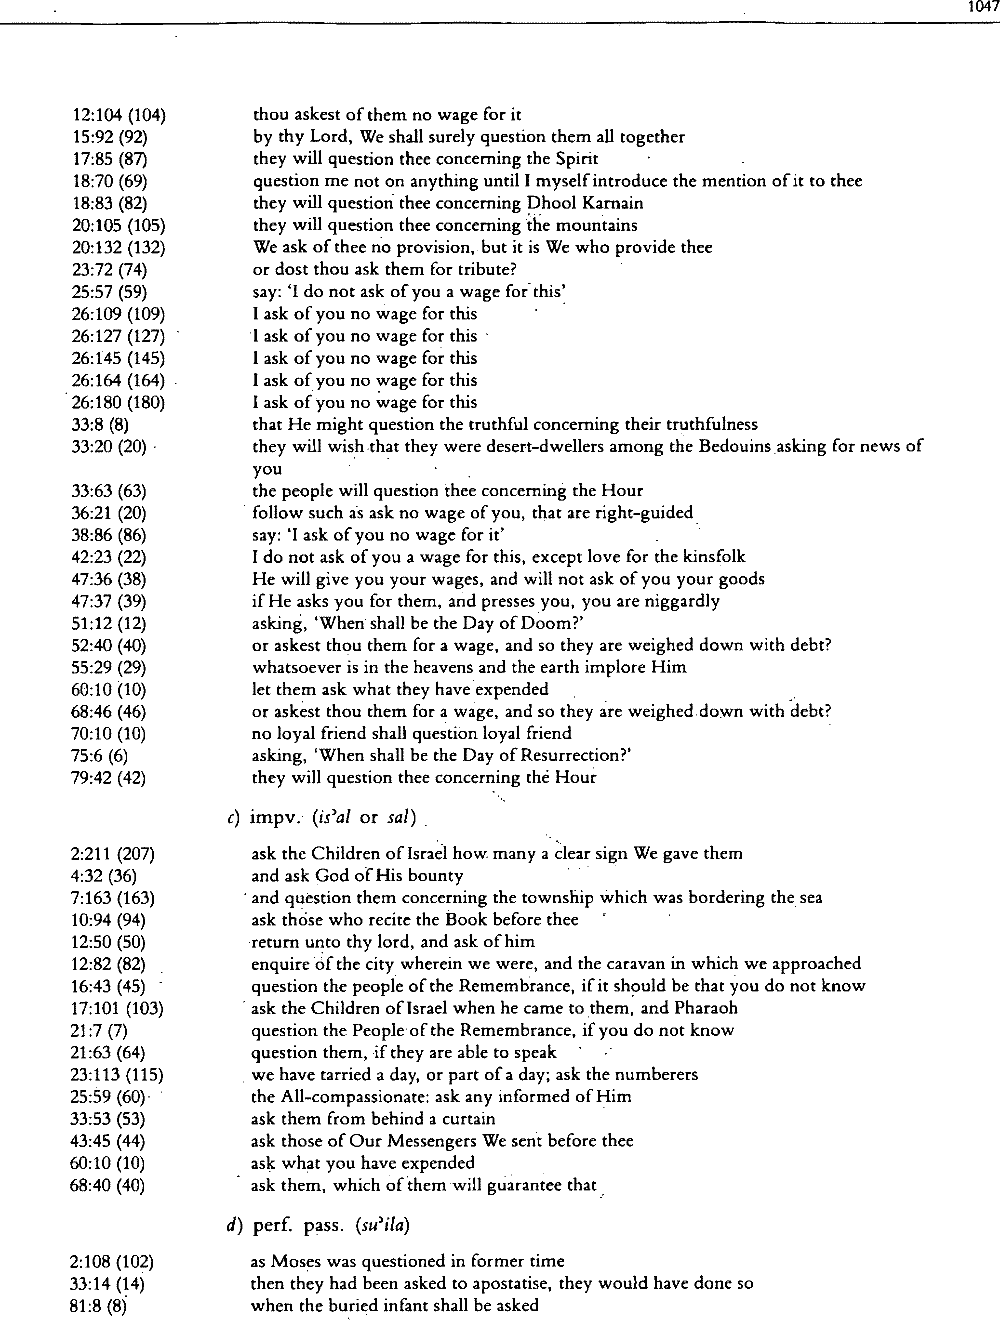 1047
12:104 (104) thou askest of them no wage for it
15:92 (92) by thy Lord, We shall surely question them all together
17:85 (87) they will question thee concerning the Spirit
18:70 (69) question me not on anything until I myself introduce the mention of it to thee
18:83 (82) they will question thee concerning Dhool Karnain
20:105 (105) they will question thee concerning the mountains
20:132 (132) We ask of thee no provision, but it is We who provide thee
23:72 (74) or dost thou ask them for tribute?
25:57 (59) say: ‘I do not ask of you a wage for this’
26:109 (109) I ask of you no wage for this
26:127 (127) I ask of you no wage for this
26:145 (145) I ask of you no wage for this
26:164 (164) I ask of you no wage for this
26:180 (180) I ask of you no wage for this
33:8 (8) that He might question the truthful concerning their truthfulness
33:20 (20) they will wish that they were desert-dwellers among the Bedouins asking for news of
you
33:63 (63) the people will question thee concerning the Hour
36:21 (20) follow such as ask no wage of you, that are right-guided
38:86 (86) say: ‘I ask of you no wage for it’
42:23 (22) I do not ask of you a wage for this, except love for the kinsfolk
47:36 (38) He will give you your wages, and will not ask of you your goods
47:37 (39) if He asks you for them, and presses you, you are niggardly
51:12 (12) asking, ‘When shall be the Day of Doom?’
52:40 (40) or askest thou them for a wage, and so they are weighed down with debt?
55:29 (29) whatsoever is in the heavens and the earth implore Him
60:10 (10) let them ask what they have expended
68:46 (46) or askest thou them for a wage, and so they are weighed down with debt?
70:10 (10) no loyal friend shall question loyal friend
75:6 (6) asking, ‘When shall be the Day of Resurrection?’
79:42 (42) they will question thee concerning the Hour
c) impv. (isʾal or sal)
2:211 (207) ask the Children of Israel how many a clear sign We gave them
4:32 (36) and ask God of His bounty
7:163 (163) and question them concerning the township which was bordering the sea
10:94 (94) ask those who recite the Book before thee
12:50 (50) return unto thy lord, and ask of him
12:82 (82) enquire of the city wherein we were, and the caravan in which we approached
16:43 (45) question the people of the Remembrance, if it should be that you do not know
17:101 (103) ask the Children of Israel when he came to them, and Pharaoh
21:7 (7) question the People of the Remembrance, if you do not know
21:63 (64) question them, if they are able to speak
23:113 (115) we have tarried a day, or part of a day; ask the numberers
25:59 (60) the All-compassionate: ask any informed of Him
33:53 (53) ask them from behind a curtain
43:45 (44) ask those of Our Messengers We sent before thee
60:10 (10) ask what you have expended
68:40 (40) ask them, which of them will guarantee that
d) perf. pass. (suʾila)
2:108 (102) as Moses was questioned in former time
33:14 (14) then they had been asked to apostatise, they would have done so
81:8 (8) when the buried infant shall be asked